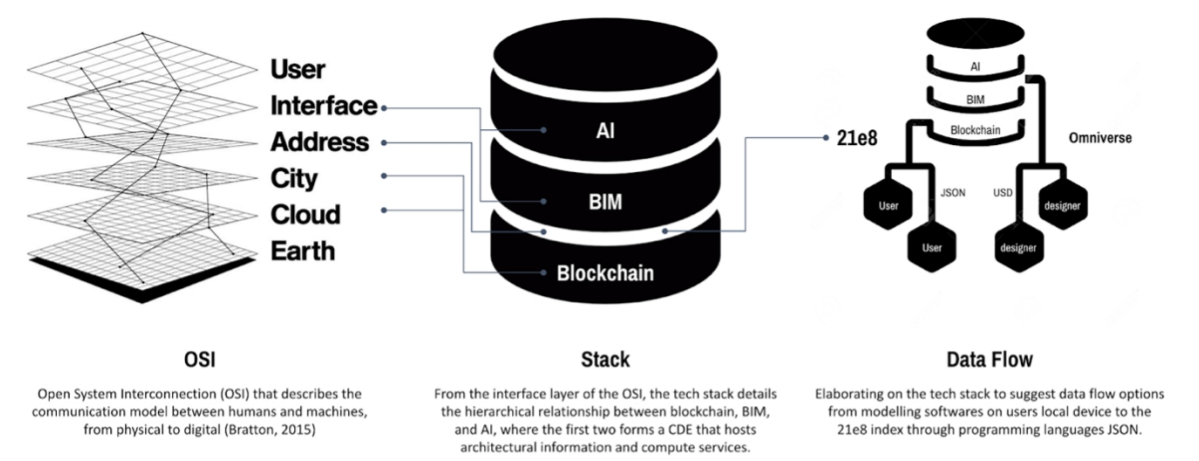 User
Interface
Address
City
Cloud
Earth
AI
BIM
Blockchain
21e8
AI
BIM
Blockchain
Omniverse
JSON
USD
User
designer
User
designer
OSI
Open System Interconnection (OSI) that describes the
communication model between humans and machines,
from physical to digital (Bratton, 2015)
Stack
From the interface layer of the OSI, the tech stack details
the hierarchical relationship between blockchain, BIM,
and AI, where the first two forms a CDE that hosts
architectural information and compute services.
Data Flow
Elaborating on the tech stack to suggest data flow options
from modelling softwares on users local device to the
21e8 index through programming languages JSON.